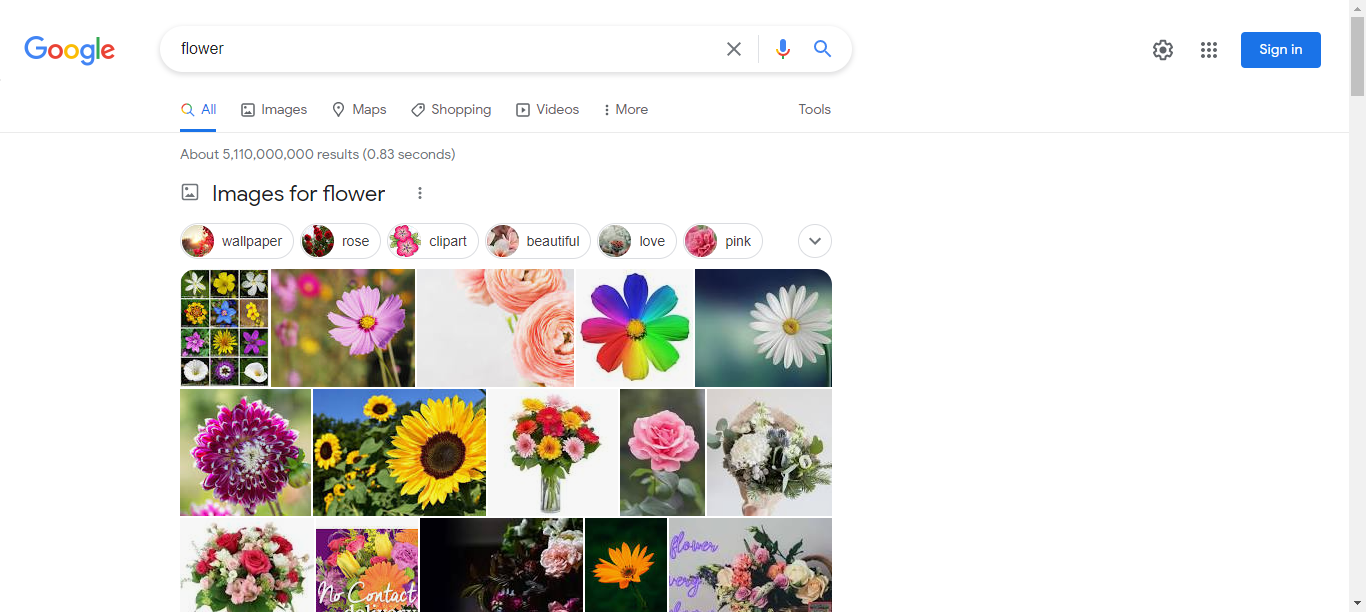 Google
flower
Sign in
All Images Maps Shopping Videos More Tools
About 5,110,000,000 results (0.83 seconds)
Images for flower
wallpaper rose clipart beautiful love pink
flower
No Contact
delivery